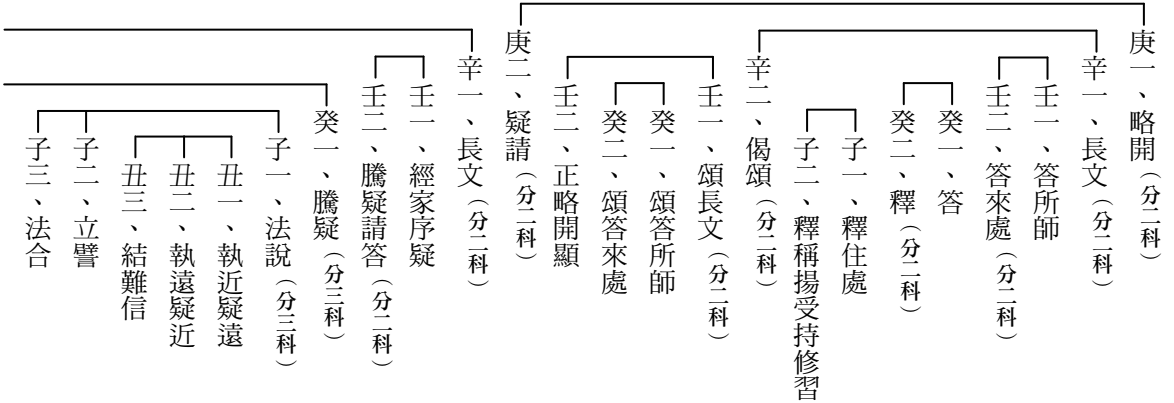 庚一、略開（分二科）
辛一、長文（分二科）
壬一、答所師
壬二、答來處（分二科）
癸一、答
癸二、釋（分二科）
子一、釋住處
子二、釋稱揚受持修習
辛二、偈頌（分二科）
壬一、頌長文（分二科）
癸一、頌答所師
癸二、頌答來處
壬二、正略開顯
庚二、疑請（分二科）
辛一、長文（分二科）
壬一、經家序疑
壬二、騰疑請答（分二科）
癸一、騰疑（分三科）
子一、法說（分三科）
丑一、執近疑遠
丑二、執遠疑近
丑三、結難信
子二、立譬
子三、法合